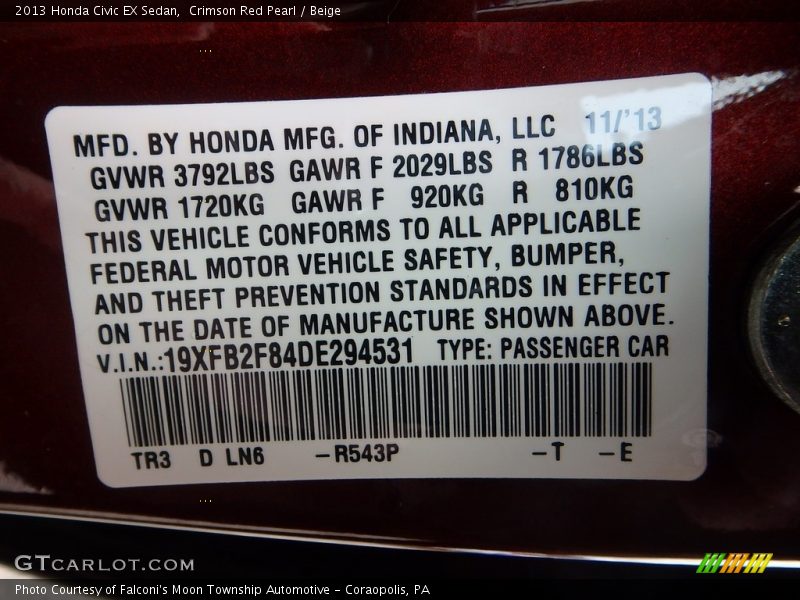 2013 Honda Civic EX Sedan,  Crimson Red Pearl / Beige
MFD. BY HONDA MFG. OF INDIANA, LLC 11/'13
GVWR 3792LBS GAWR F 2029LBS R 1786LBS
GVWR 1720KG GAWR F 920KG R 810KG
THIS VEHICLE CONFORMS TO ALL APPLICABLE
FEDERAL MOTOR VEHICLE SAFETY, BUMPER,
AND THEFT PREVENTION STANDARDS IN EFFECT
ON THE DATE OF MANUFACTURE SHOWN ABOVE.
V.I.N.:19XFB2F84DE294531 TYPE: PASSENGER CAR
TR3 D LN6 -R543P -T -E
GTCARLOT.COM
Photo Courtesy of Falconi's Moon Township Automotive - Coraopolis, PA